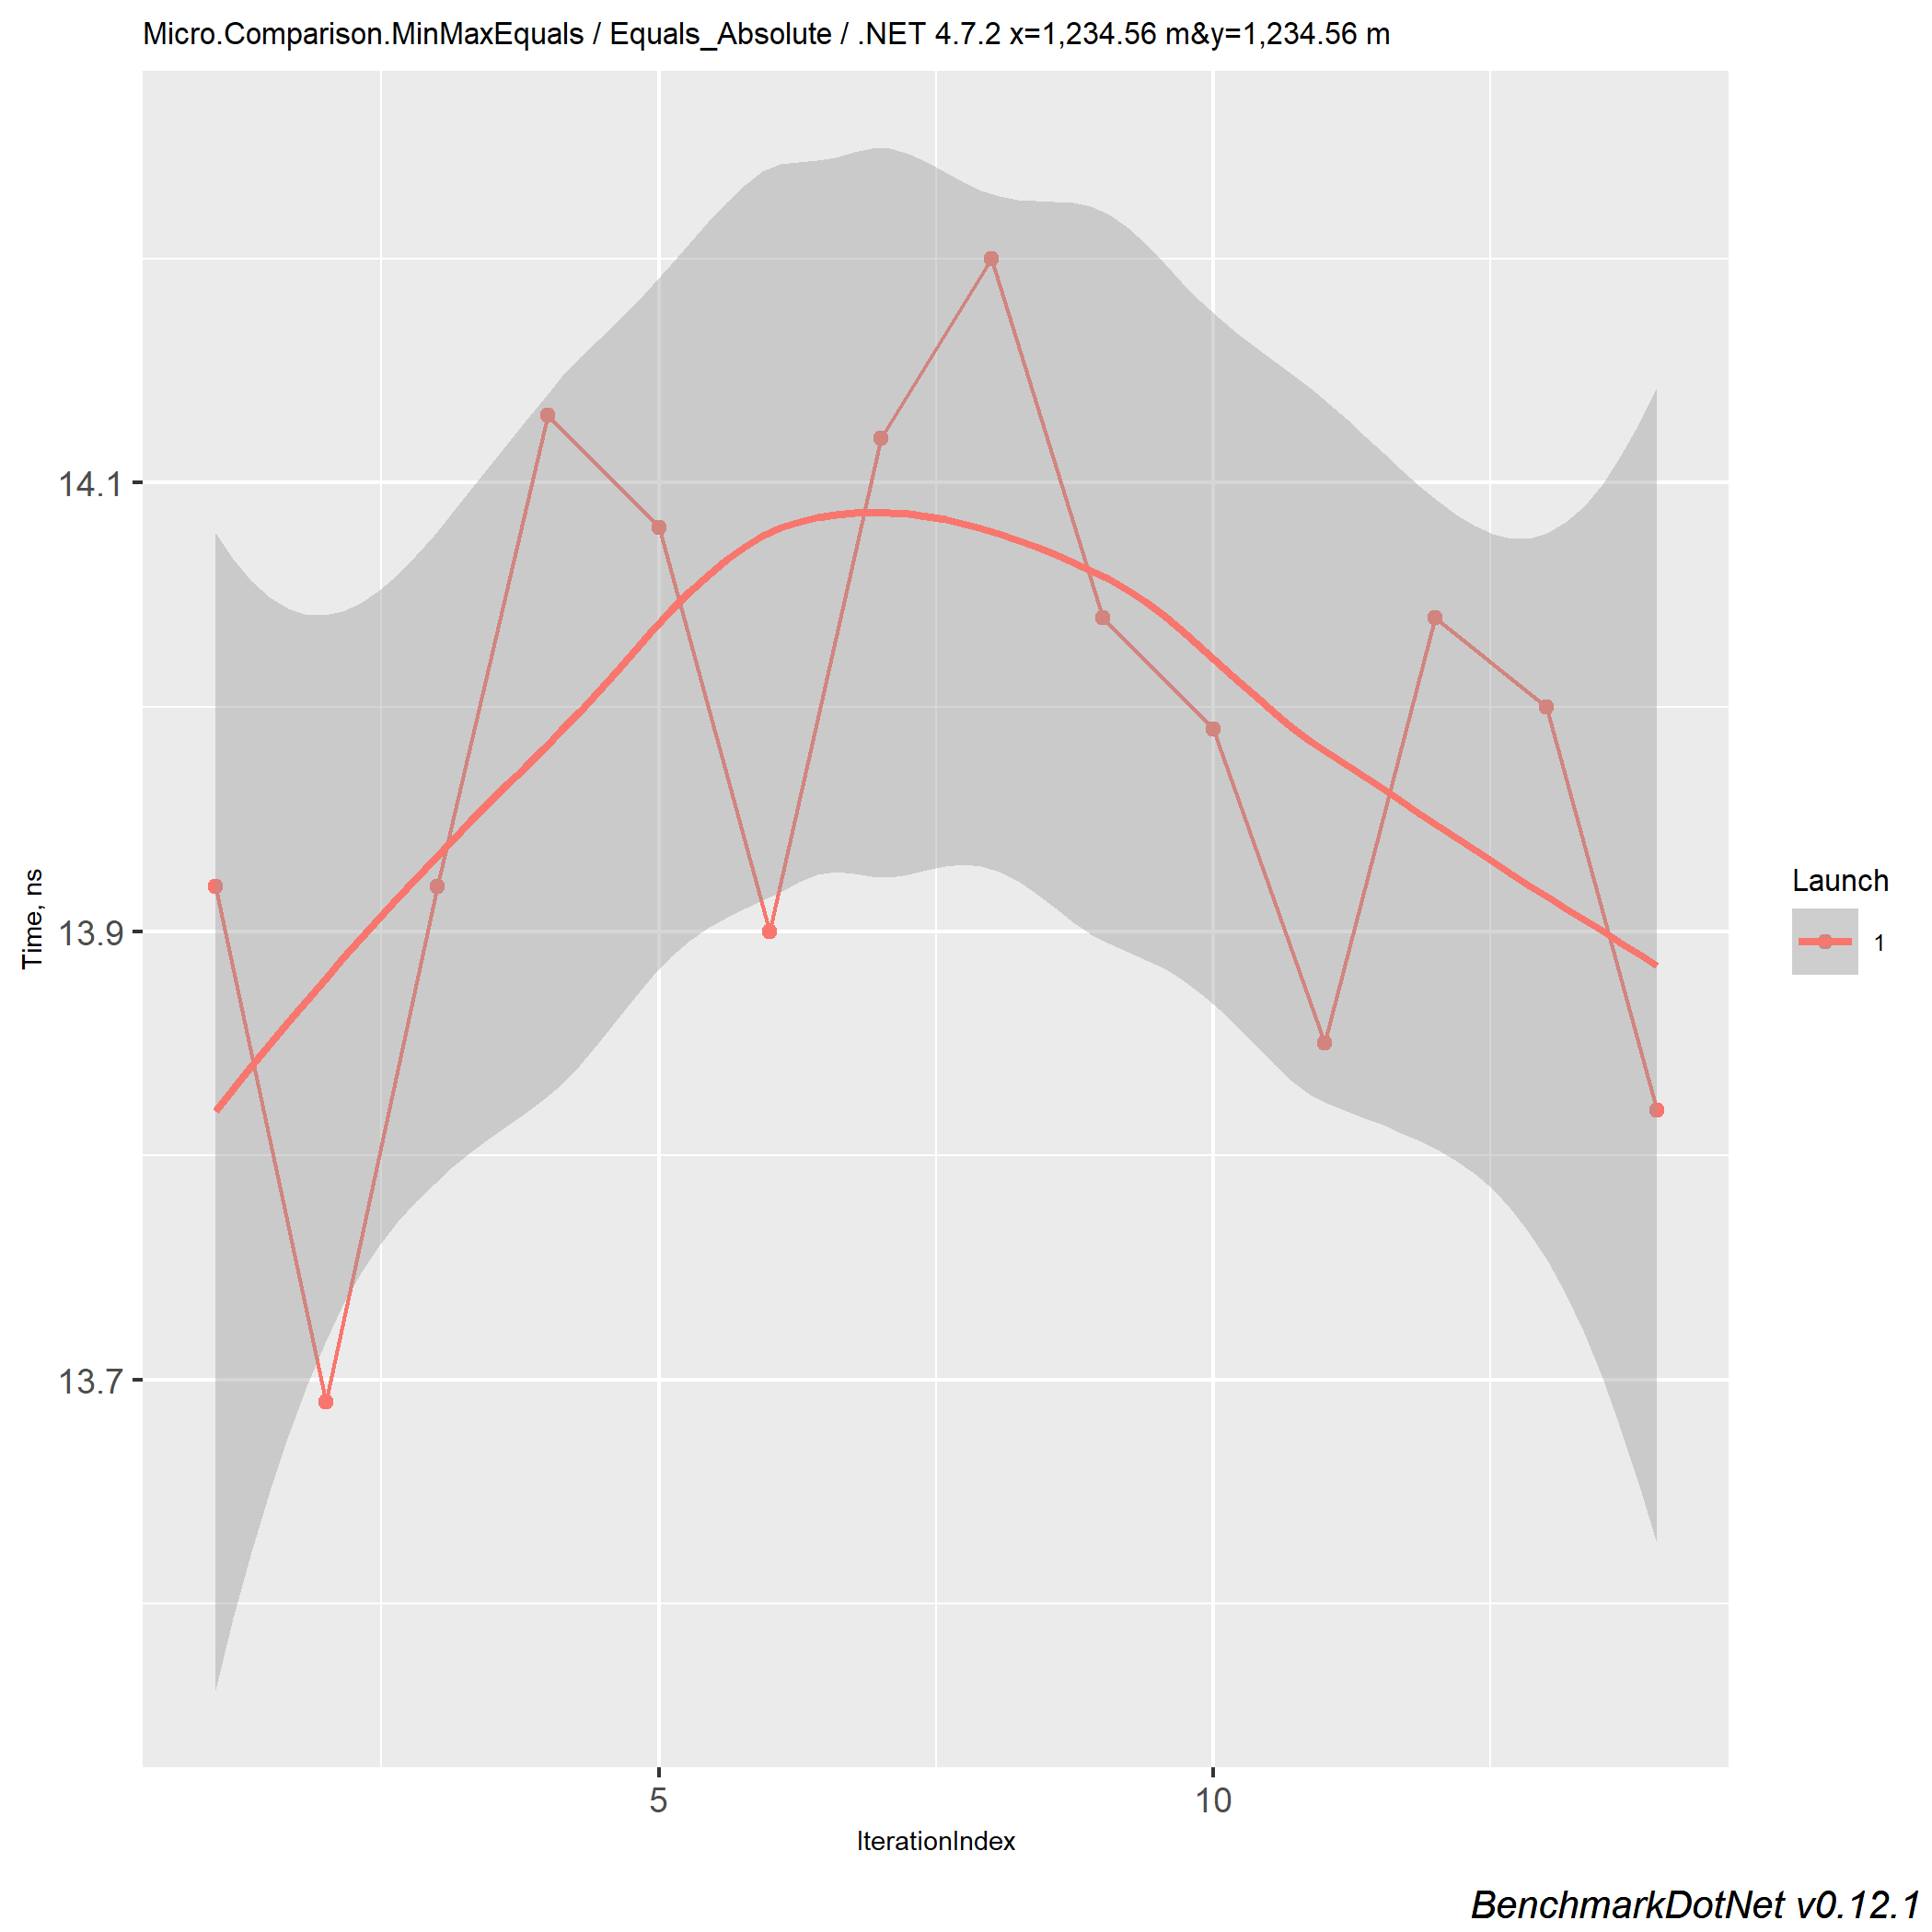 Micro.Comparison.MinMaxEquals / Equals_Absolute / .NET 4.7.2 x=1,234.56 m&y=1,234.56 m
14.1
13.9
13.7
Time, ns
5
10
IterationIndex
Launch
1
BenchmarkDotNet v0.12.1